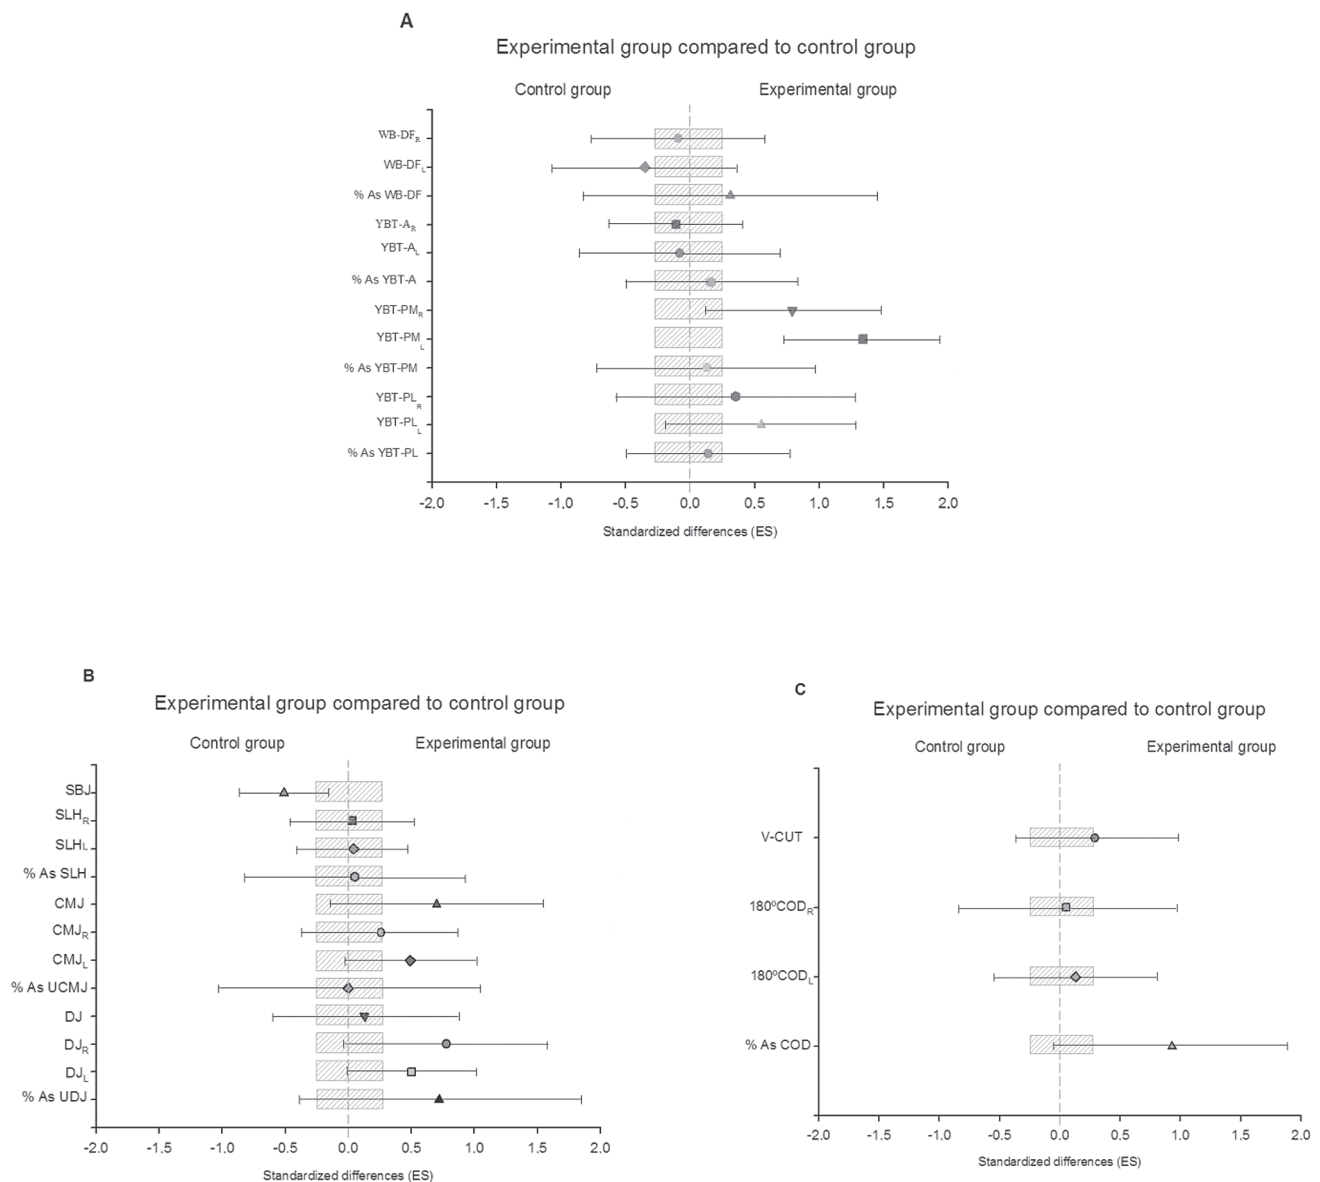 A
Experimental group compared to control group
Control group Experimental group
WB-DFR
WB-DFL
% As WB-DF
YBT-AR
YBT-AL
% As YBT-A
YBT-PMR
YBT-PML
% As YBT-PM
YBT-PLR
YBT-PLL
% As YBT-PL
-2.0 -1.5 -1.0 -0.5 0.0 0.5 1.0 1.5 2.0
Standardized differences (ES)
B
Experimental group compared to control group
Control group Experimental group
SBJ
SLHR
SLHL
% As SLH
CMJ
CMJR
CMJL
% As UCMJ
DJ
DJR
DJL
% As UDJ
-2.0 -1.5 -1.0 -0.5 0.0 0.5 1.0 1.5 2.0
Standardized differences (ES)
C
Experimental group compared to control group
Control group Experimental group
V-CUT
180ºCODR
180ºCODL
% As COD
-2.0 -1.5 -1.0 -0.5 0.0 0.5 1.0 1.5 2.0
Standardized differences (ES)